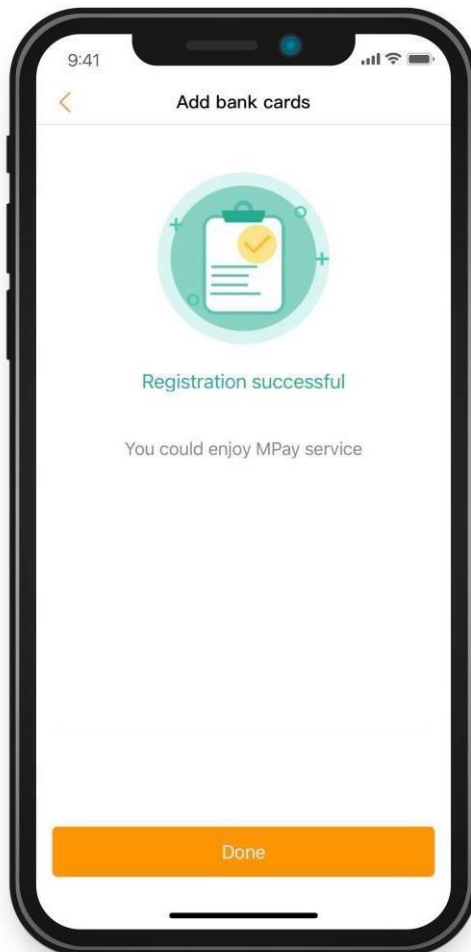 9:41
Add bank cards
Registration successful
You could enjoy MPay service
Done